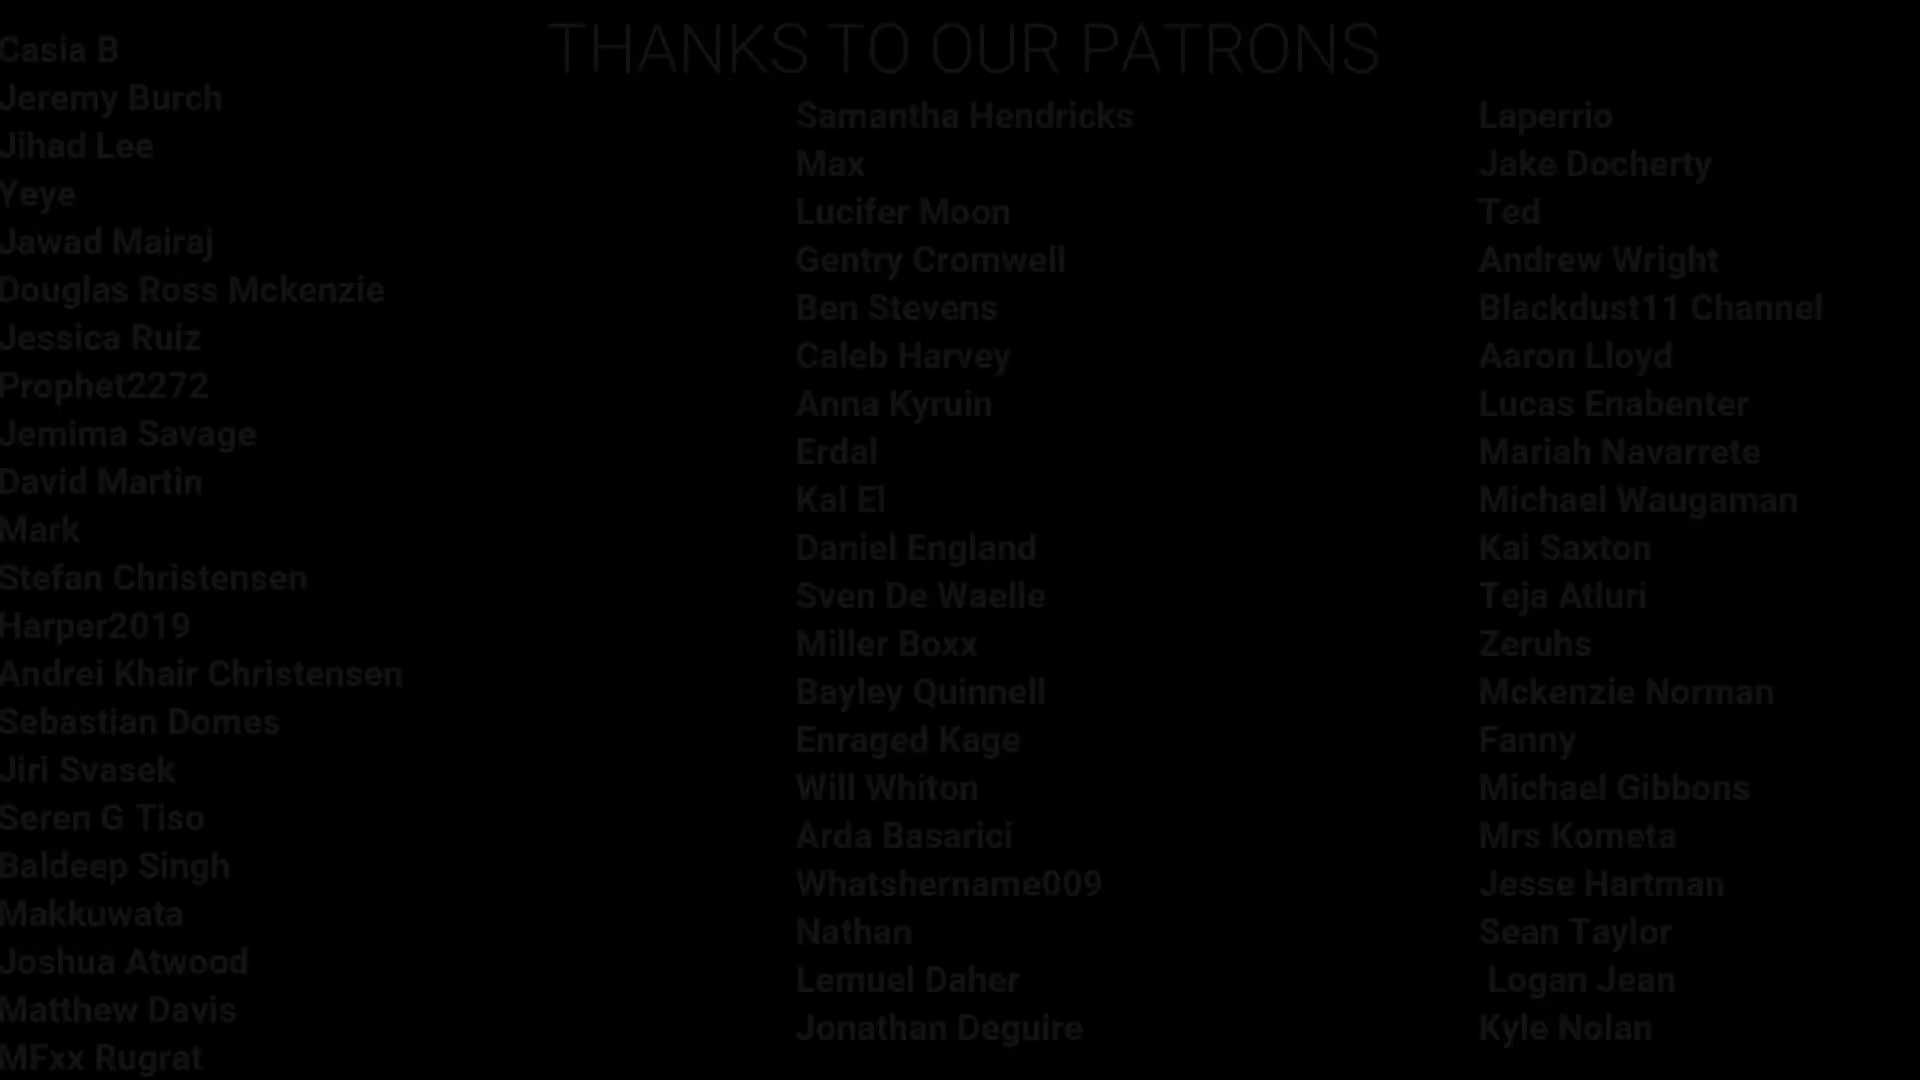 THANKS TO OUR PATRONS
Casia B
Jeremy Burch
Jihad Lee
Yeye
Jawad Mairaj
Douglas Ross Mckenzie
Jessica Ruiz
Prophet2272
Jemima Savage
David Martin
Mark
Stefan Christensen
Harper2019
Andrei Khair Christensen
Sebastian Domes
Jiri Svasek
Seren G Tiso
Baldeep Singh
Makkuwata
Joshua Atwood
Matthew Davis
MFxx Rugrat
Samantha Hendricks
Max
Lucifer Moon
Gentry Cromwell
Ben Stevens
Caleb Harvey
Anna Kyruin
Erdal
Kal El
Daniel England
Sven De Waelle
Miller Boxx
Bayley Quinnell
Enraged Kage
Will Whiton
Arda Basarici
Whatshername009
Nathan
Lemuel Daher
Jonathan Deguire
Laperrio
Jake Docherty
Ted
Andrew Wright
Blackdust11 Channel
Aaron Lloyd
Lucas Enabenter
Mariah Navarrete
Michael Waugaman
Kai Saxton
Teja Atluri
Zeruhs
Mckenzie Norman
Fanny
Michael Gibbons
Mrs Kometa
Jesse Hartman
Sean Taylor
Logan Jean
Kyle Nolan